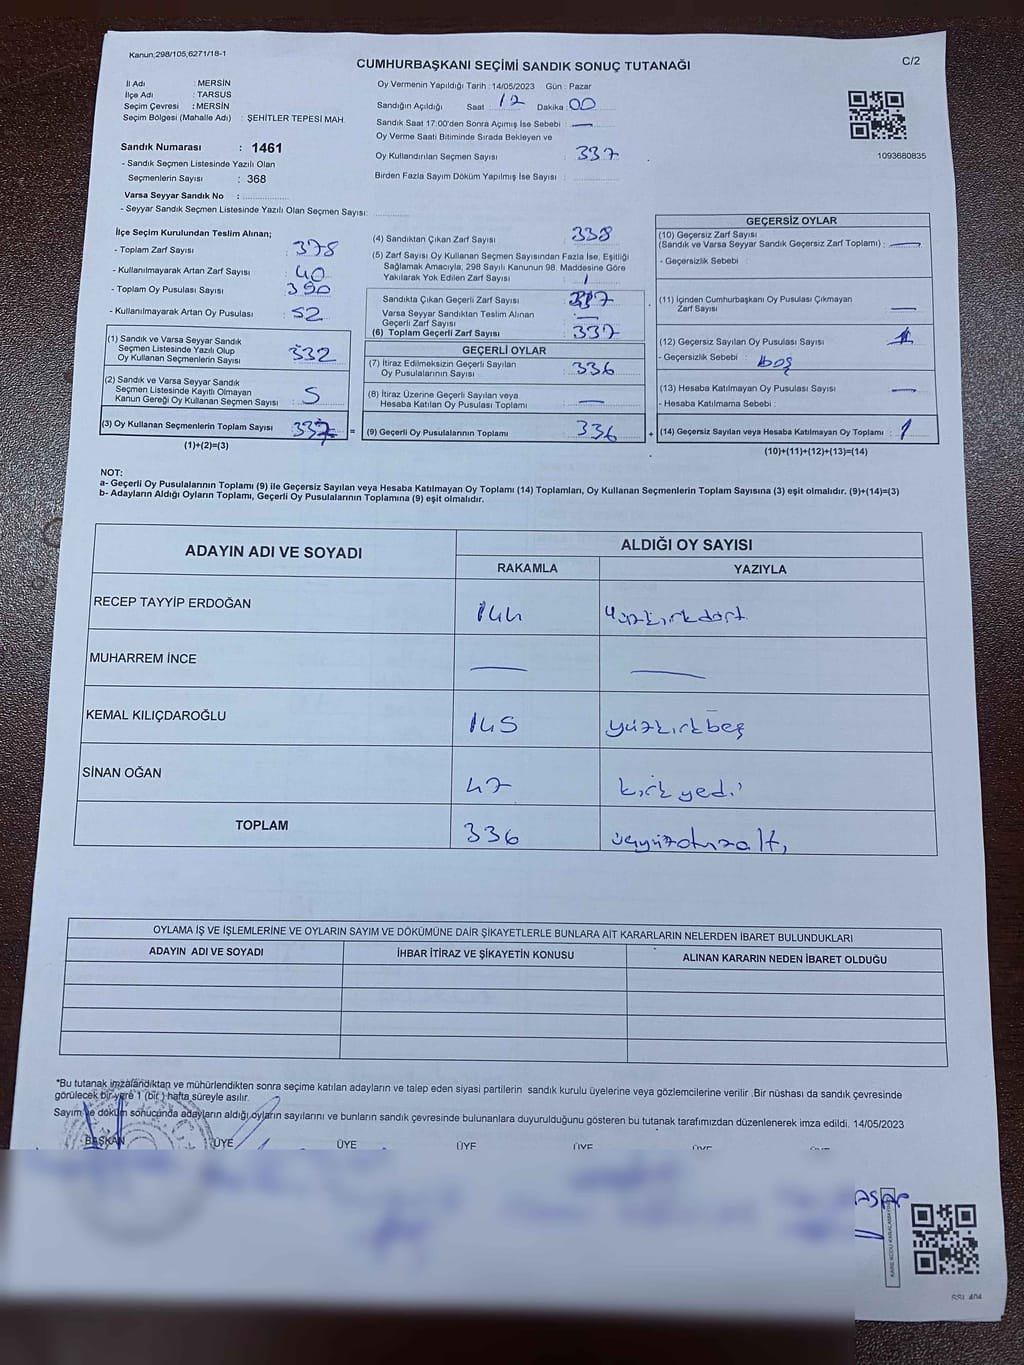 Kanun;298/105,6271/18-1
CUMHURBAŞKANI SEÇİMİ SANDIK SONUÇ TUTANAĞI
C/2
İl Adı : MERSİN
İlçe Adı : TARSUS
Seçim Çevresi : MERSİN
Seçim Bölgesi (Mahalle Adı) : ŞEHİTLER TEPESİ MAH.
Oy Vermenin Yapıldığı Tarih : 14/05/2023 Gün : Pazar
Sandığın Açıldığı Saat 12 Dakika : 00
Sandık Saat 17:00'den Sonra Açımış İse Sebebi : —
Oy Verme Saati Bitiminde Sırada Bekleyen ve
Oy Kullandırılan Seçmen Sayısı : 337
Birden Fazla Sayım Döküm Yapılmış İse Sayısı :
1093680835
Sandık Numarası : 1461
- Sandık Seçmen Listesinde Yazılı Olan
Seçmenlerin Sayısı : 368
Varsa Seyyar Sandık No :
- Seyyar Sandık Seçmen Listesinde Yazılı Olan Seçmen Sayısı:
İlçe Seçim Kurulundan Teslim Alınan;
- Toplam Zarf Sayısı : 378
- Kullanılmayarak Artan Zarf Sayısı : 40
- Toplam Oy Pusulası Sayısı : 390
- Kullanılmayarak Artan Oy Pusulası : 52
(1) Sandık ve Varsa Seyyar Sandık
Seçmen Listesinde Yazılı Olup
Oy Kullanan Seçmenlerin Sayısı : 332
(2) Sandık ve Varsa Seyyar Sandık
Seçmen Listesinde Kayıtlı Olmayan
Kanun Gereği Oy Kullanan Seçmen Sayısı : 5
(3) Oy Kullanan Seçmenlerin Toplam Sayısı : 337 =
(1)+(2)=(3)
(4) Sandıktan Çıkan Zarf Sayısı : 338
(5) Zarf Sayısı Oy Kullanan Seçmen Sayısından Fazla İse, Eşitliği
Sağlamak Amacıyla, 298 Sayılı Kanunun 98. Maddesine Göre
Yakılarak Yok Edilen Zarf Sayısı : 1
Sandıkta Çıkan Geçerli Zarf Sayısı : 337
Varsa Seyyar Sandıktan Teslim Alınan
Geçerli Zarf Sayısı : —
(6) Toplam Geçerli Zarf Sayısı : 337
GEÇERLİ OYLAR
(7) İtiraz Edilmeksizin Geçerli Sayılan
Oy Pusulalarının Sayısı : 336
(8) İtiraz Üzerine Geçerli Sayılan veya
Hesaba Katılan Oy Pusulası Toplamı : —
(9) Geçerli Oy Pusulalarının Toplamı : 336 +
GEÇERSİZ OYLAR
(10) Geçersiz Zarf Sayısı
(Sandık ve Varsa Seyyar Sandık Geçersiz Zarf Toplamı) : —
- Geçersizlik Sebebi :
(11) İçinden Cumhurbaşkanı Oy Pusulası Çıkmayan
Zarf Sayısı : —
(12) Geçersiz Sayılan Oy Pusulası Sayısı : 1
- Geçersizlik Sebebi : boş
(13) Hesaba Katılmayan Oy Pusulası Sayısı : —
- Hesaba Katılmama Sebebi :
(14) Geçersiz Sayılan veya Hesaba Katılmayan Oy Toplamı : 1
(10)+(11)+(12)+(13)=(14)
NOT:
a- Geçerli Oy Pusulalarının Toplamı (9) ile Geçersiz Sayılan veya Hesaba Katılmayan Oy Toplamı (14) Toplamları, Oy Kullanan Seçmenlerin Toplam Sayısına (3) eşit olmalıdır. (9)+(14)=(3)
b- Adayların Aldığı Oyların Toplamı, Geçerli Oy Pusulalarının Toplamına (9) eşit olmalıdır.
ADAYIN ADI VE SOYADI
ALDIĞI OY SAYISI
RAKAMLA YAZIYLA
RECEP TAYYİP ERDOĞAN 144 Yüzkırkdört
MUHARREM İNCE — —
KEMAL KILIÇDAROĞLU 145 yüzkırkbeş
SİNAN OĞAN 47 kırkyedi
TOPLAM 336 üçyüzotuzaltı
OYLAMA İŞ VE İŞLEMLERİNE VE OYLARIN SAYIM VE DÖKÜMÜNE DAİR ŞİKAYETLERLE BUNLARA AİT KARARLARIN NELERDEN İBARET BULUNDUKLARI
ADAYIN ADI VE SOYADI İHBAR İTİRAZ VE ŞİKAYETİN KONUSU ALINAN KARARIN NEDEN İBARET OLDUĞU
*Bu tutanak imzalandıktan ve mühürlendikten sonra seçime katılan adayların ve talep eden siyasi partilerin sandık kurulu üyelerine veya gözlemcilerine verilir .Bir nüshası da sandık çevresinde
görülecek bir yere 1 (bir ) hafta süreyle asılır.
Sayım ve döküm sonucunda adayların aldığı oyların sayılarını ve bunların sandık çevresinde bulunanlara duyurulduğunu gösteren bu tutanak tarafımızdan düzenlenerek imza edildi. 14/05/2023
BAŞKAN ÜYE ÜYE ÜYE ÜYE ÜYE ÜYE